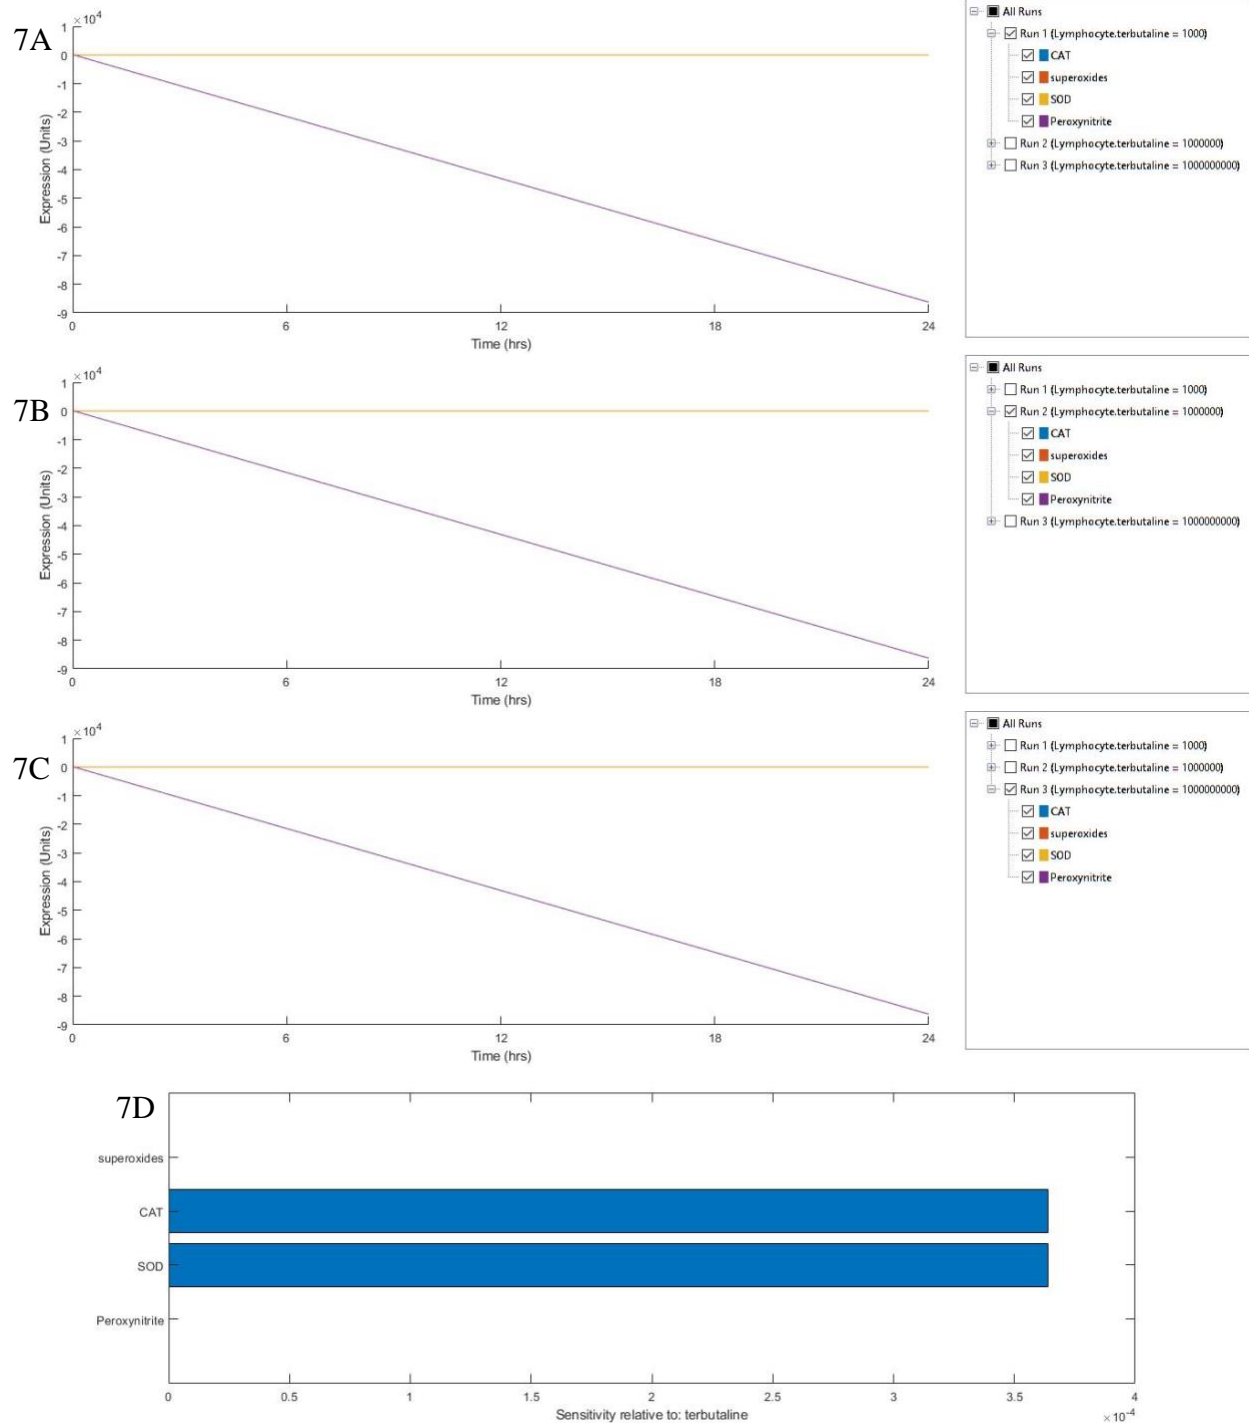 7A
×10⁴
1
0
-1
-2
-3
-4
-5
-6
-7
-8
-9
Expression (Units)
0 6 12 18 24
Time (hrs)
All Runs
Run 1 (Lymphocyte.terbutaline = 1000)
CAT
superoxides
SOD
Peroxynitrite
Run 2 (Lymphocyte.terbutaline = 1000000)
Run 3 (Lymphocyte.terbutaline = 1000000000)
7B
×10⁴
1
0
-1
-2
-3
-4
-5
-6
-7
-8
-9
Expression (Units)
0 6 12 18 24
Time (hrs)
All Runs
Run 1 (Lymphocyte.terbutaline = 1000)
Run 2 (Lymphocyte.terbutaline = 1000000)
CAT
superoxides
SOD
Peroxynitrite
Run 3 (Lymphocyte.terbutaline = 1000000000)
7C
×10⁴
1
0
-1
-2
-3
-4
-5
-6
-7
-8
-9
Expression (Units)
0 6 12 18 24
Time (hrs)
All Runs
Run 1 (Lymphocyte.terbutaline = 1000)
Run 2 (Lymphocyte.terbutaline = 1000000)
Run 3 (Lymphocyte.terbutaline = 1000000000)
CAT
superoxides
SOD
Peroxynitrite
7D
superoxides
CAT
SOD
Peroxynitrite
0 0.5 1 1.5 2 2.5 3 3.5 4
Sensitivity relative to: terbutaline
×10⁻⁴